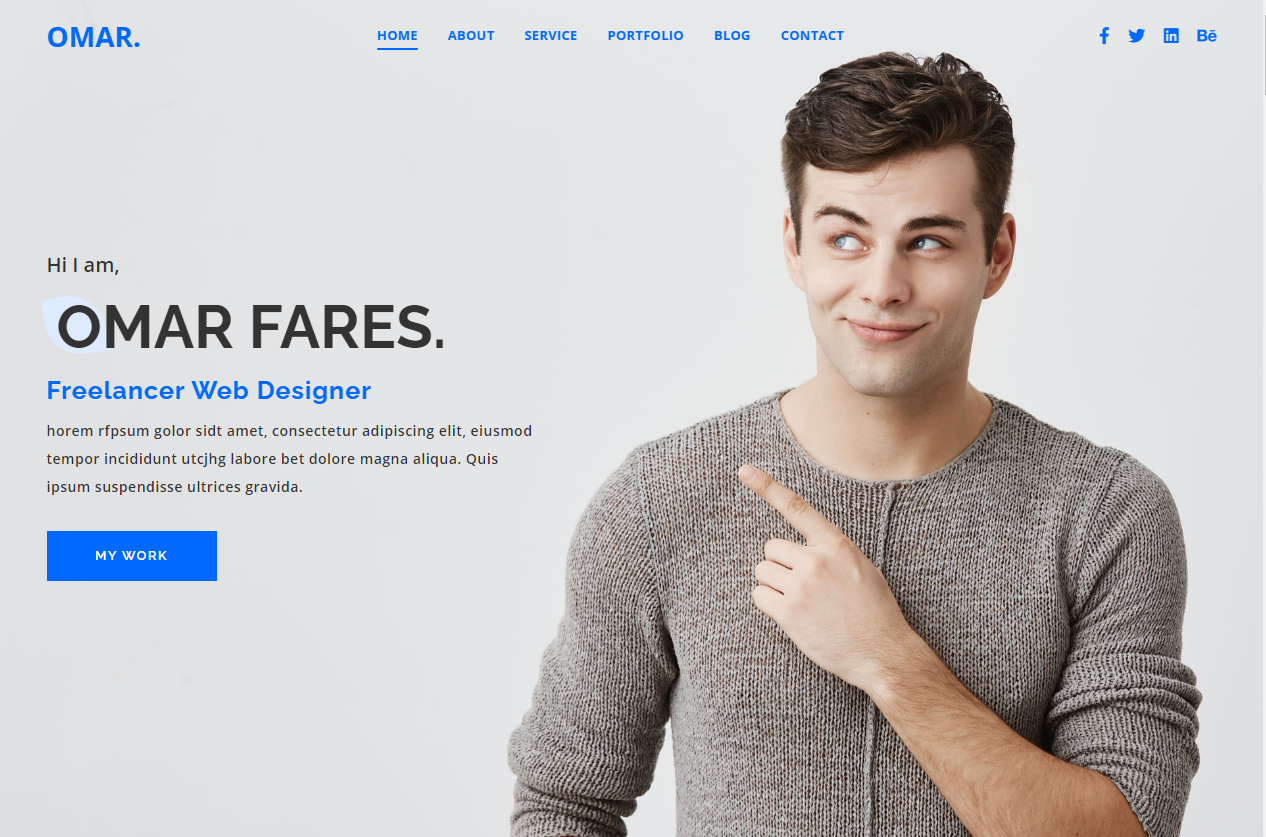 OMAR.
HOME ABOUT SERVICE PORTFOLIO BLOG CONTACT
Bē
Hi I am,
OMAR FARES.
Freelancer Web Designer
horem rfpsum golor sidt amet, consectetur adipiscing elit, eiusmod
tempor incididunt utcjhg labore bet dolore magna aliqua. Quis
ipsum suspendisse ultrices gravida.
MY WORK